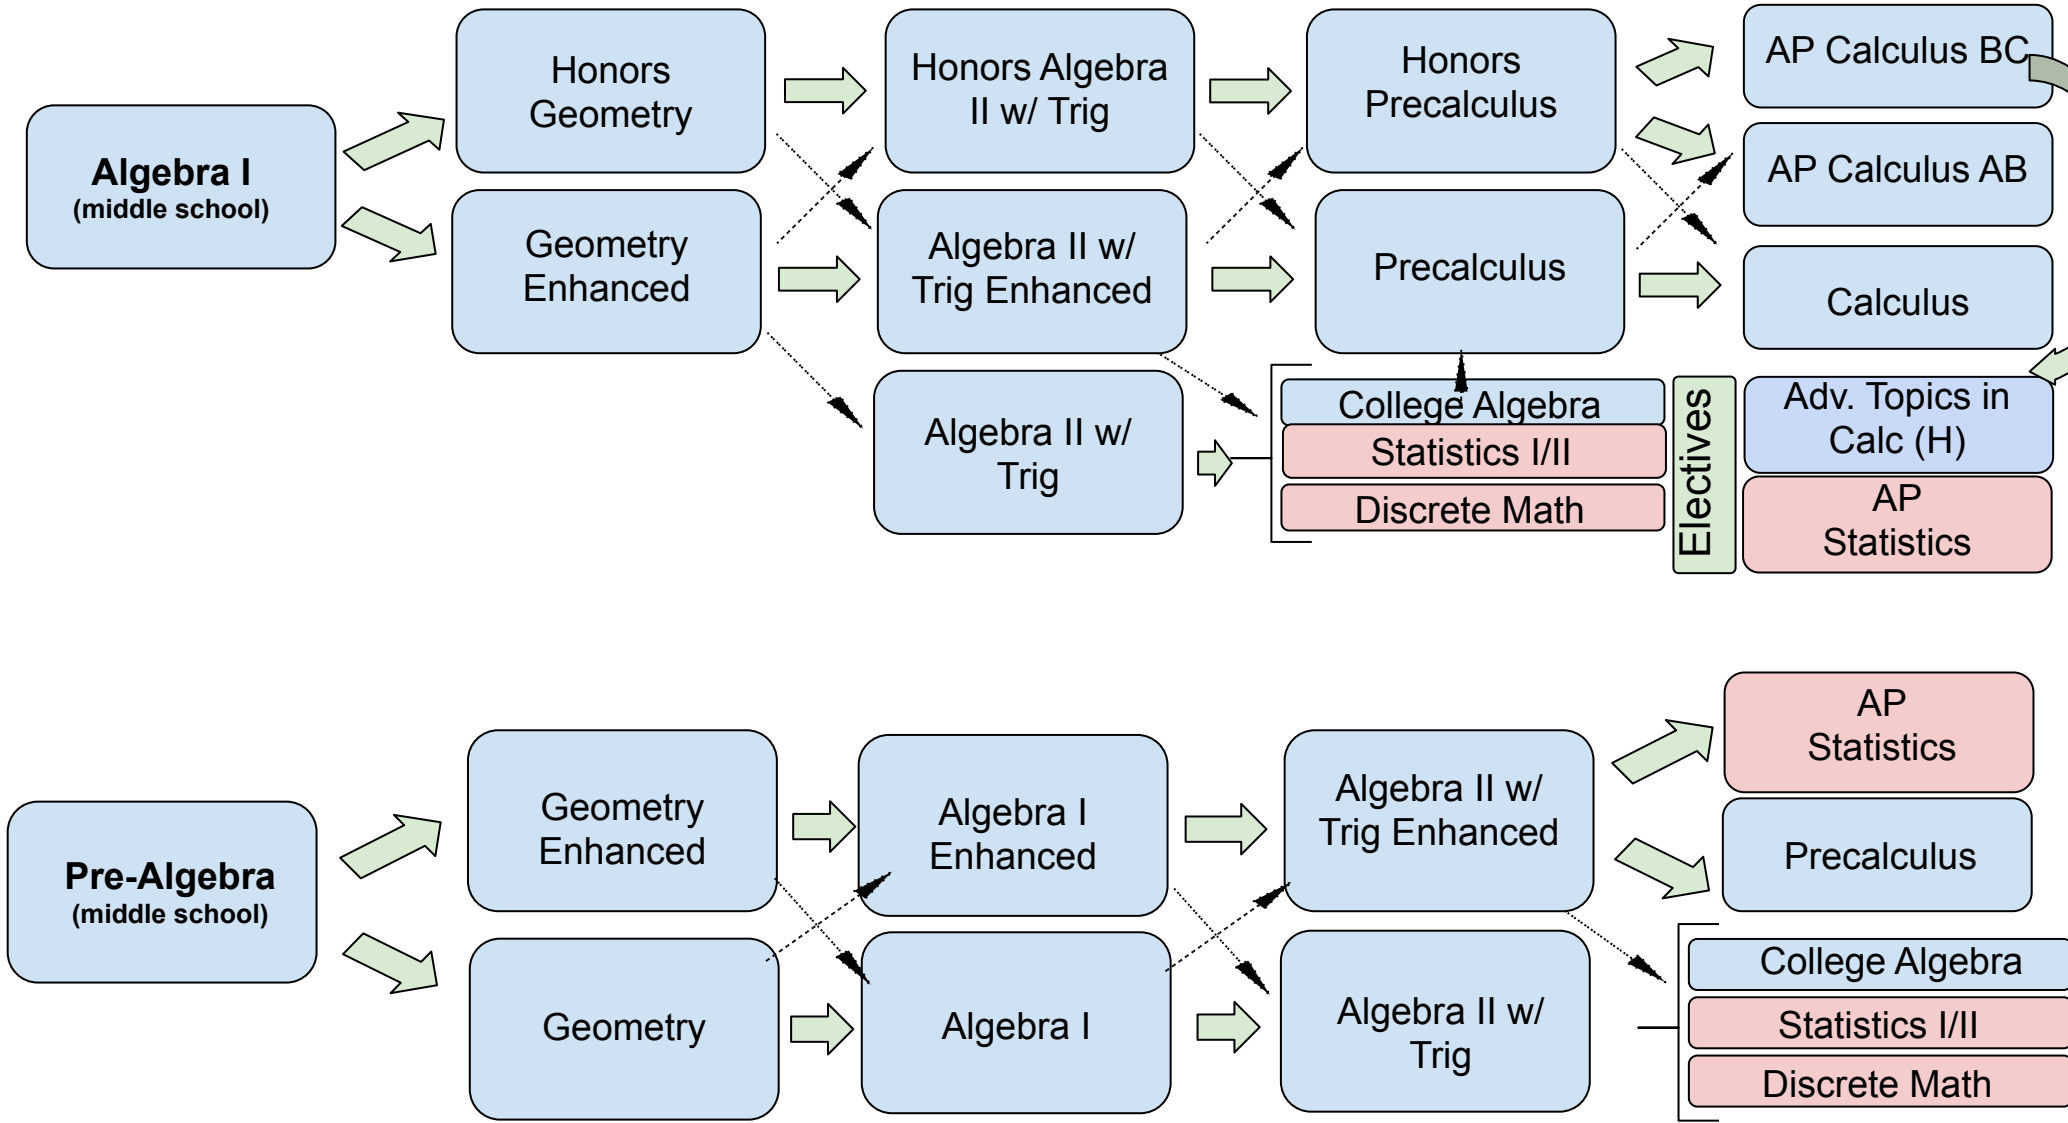 Algebra I
(middle school)
Honors
Geometry
Geometry
Enhanced
Honors Algebra
II w/ Trig
Algebra II w/
Trig Enhanced
Algebra II w/
Trig
Honors
Precalculus
Precalculus
College Algebra
Statistics I/II
Discrete Math
Electives
AP Calculus BC
AP Calculus AB
Calculus
Adv. Topics in
Calc (H)
AP
Statistics
Pre-Algebra
(middle school)
Geometry
Enhanced
Geometry
Algebra I
Enhanced
Algebra I
Algebra II w/
Trig Enhanced
Algebra II w/
Trig
AP
Statistics
Precalculus
College Algebra
Statistics I/II
Discrete Math